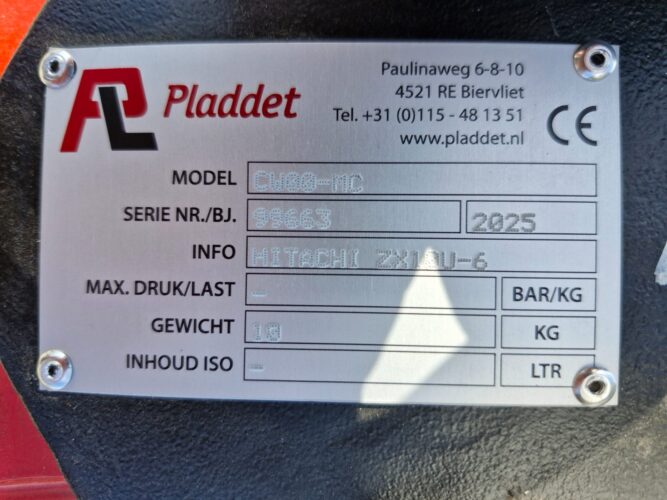 PL Pladdet
Paulinaweg 6-8-10
4521 RE Biervliet
Tel. +31 (0)115 - 48 13 51
www.pladdet.nl
CE
MODEL CW00-MC
SERIE NR./BJ. 99663 2025
INFO HITACHI
MAX. DRUK/LAST - BAR/KG
GEWICHT KG
INHOUD ISO - LTR